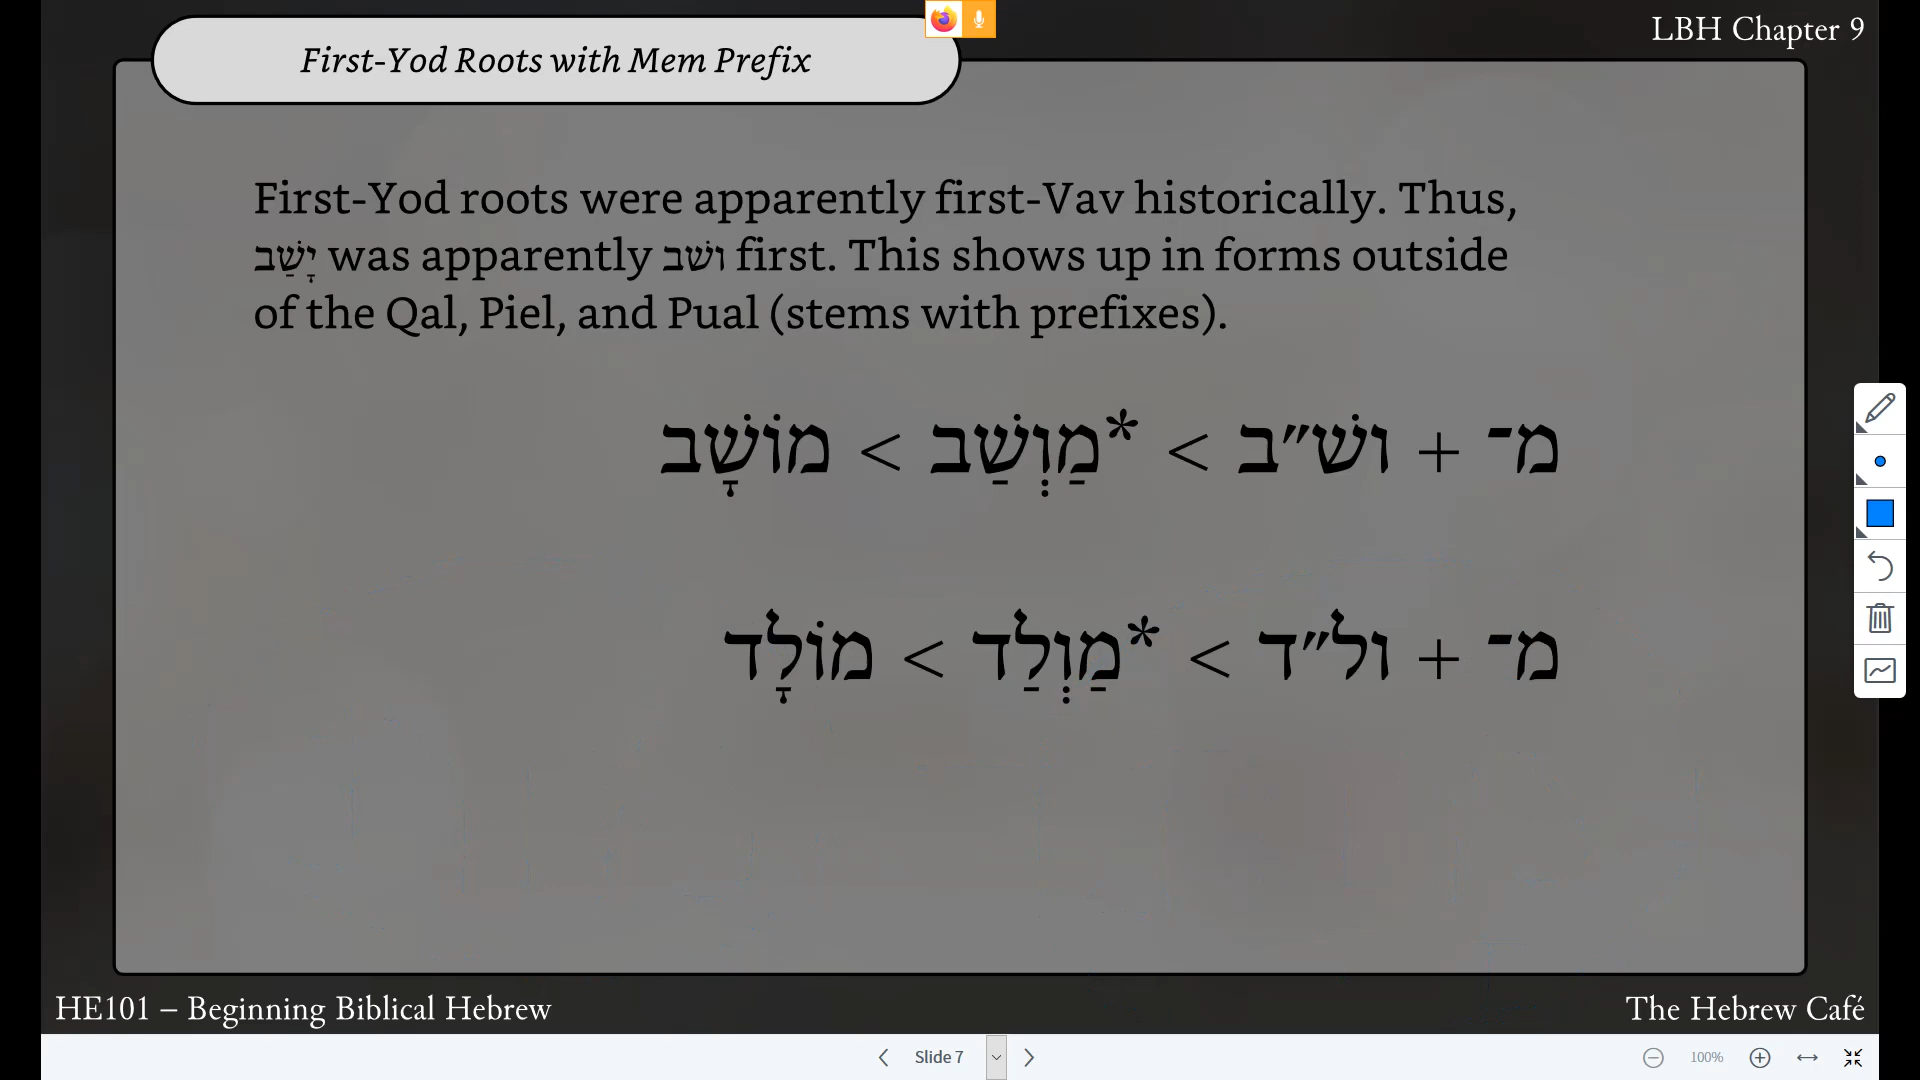 First-Yod Roots with Mem Prefix
LBH Chapter 9
First-Yod roots were apparently first-Vav historically. Thus,
יָשַׁב was apparently ושׁב first. This shows up in forms outside
of the Qal, Piel, and Pual (stems with prefixes).
מ־ + ושׁ״ב < *מַוְשַׁב < מוֹשָׁב
מ־ + ול״ד < *מַוְלַד < מוֹלָד
HE101 – Beginning Biblical Hebrew
The Hebrew Café
Slide 7
100%